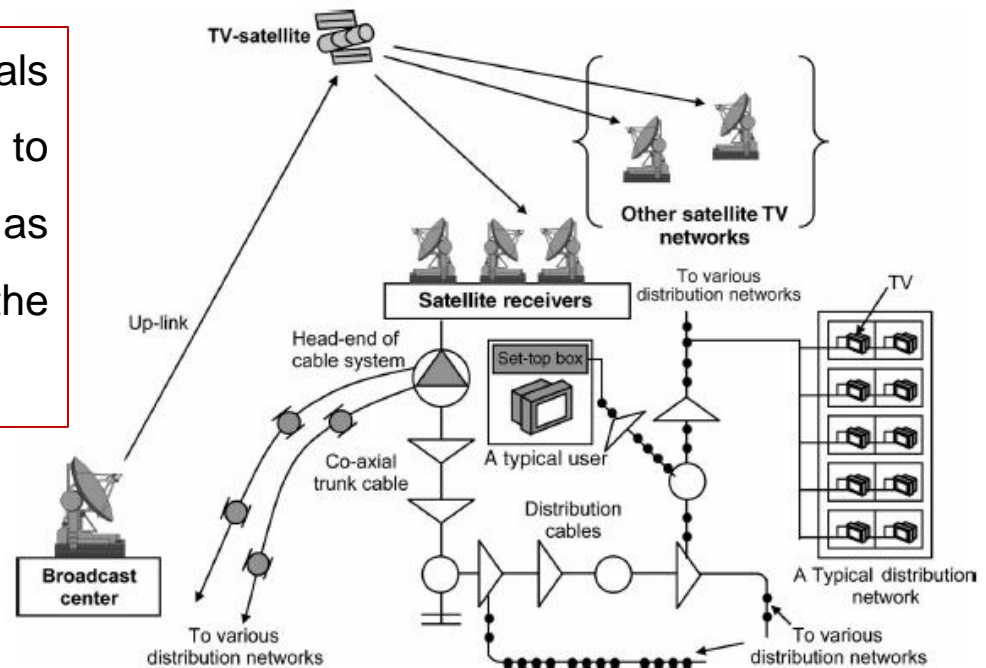 als
to
as
the
TV-satellite
Other satellite TV
networks
Up-link
Satellite receivers
To various
distribution networks
TV
Head-end of
cable system
Set-top box
A typical user
Co-axial
trunk cable
Distribution
cables
Broadcast
center
To various
distribution networks
A Typical distribution
network
To various
distribution networks